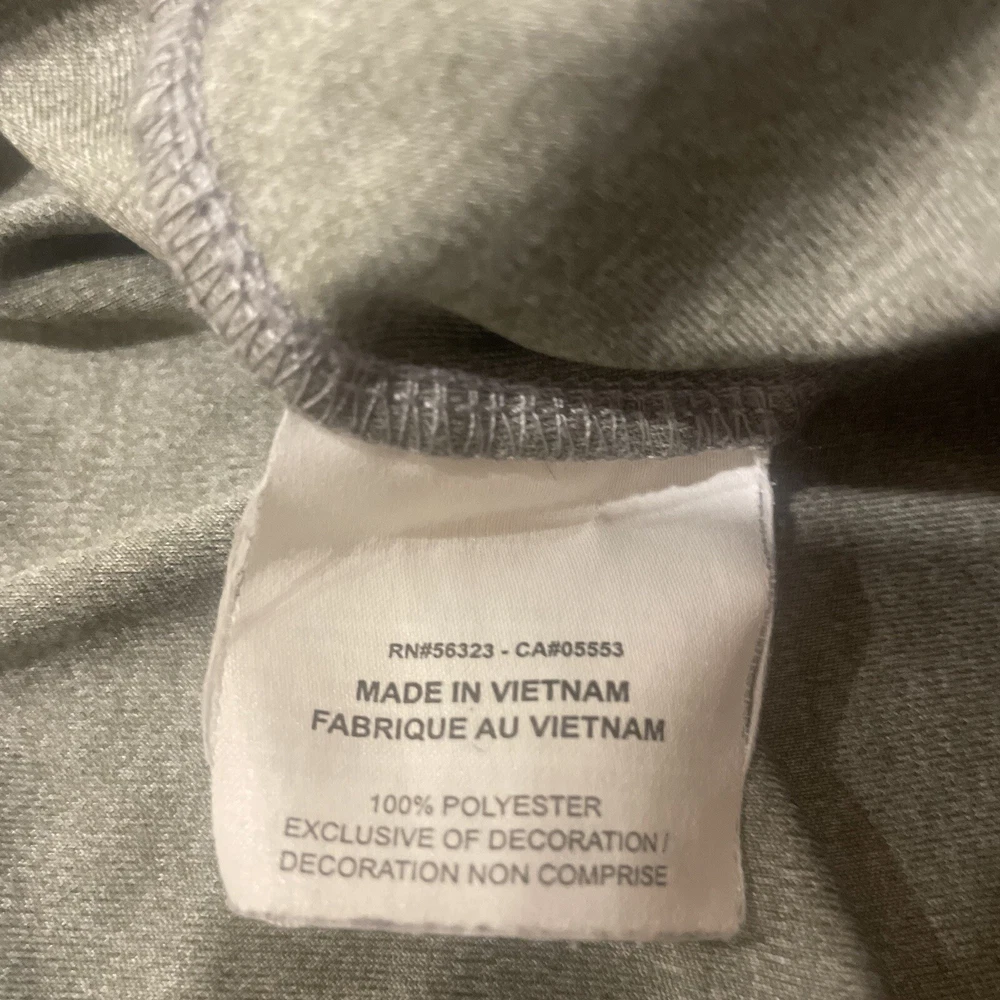 RN#56323 - CA#05553
MADE IN VIETNAM
FABRIQUE AU VIETNAM
100% POLYESTER
EXCLUSIVE OF DECORATION/
DECORATION NON COMPRISE